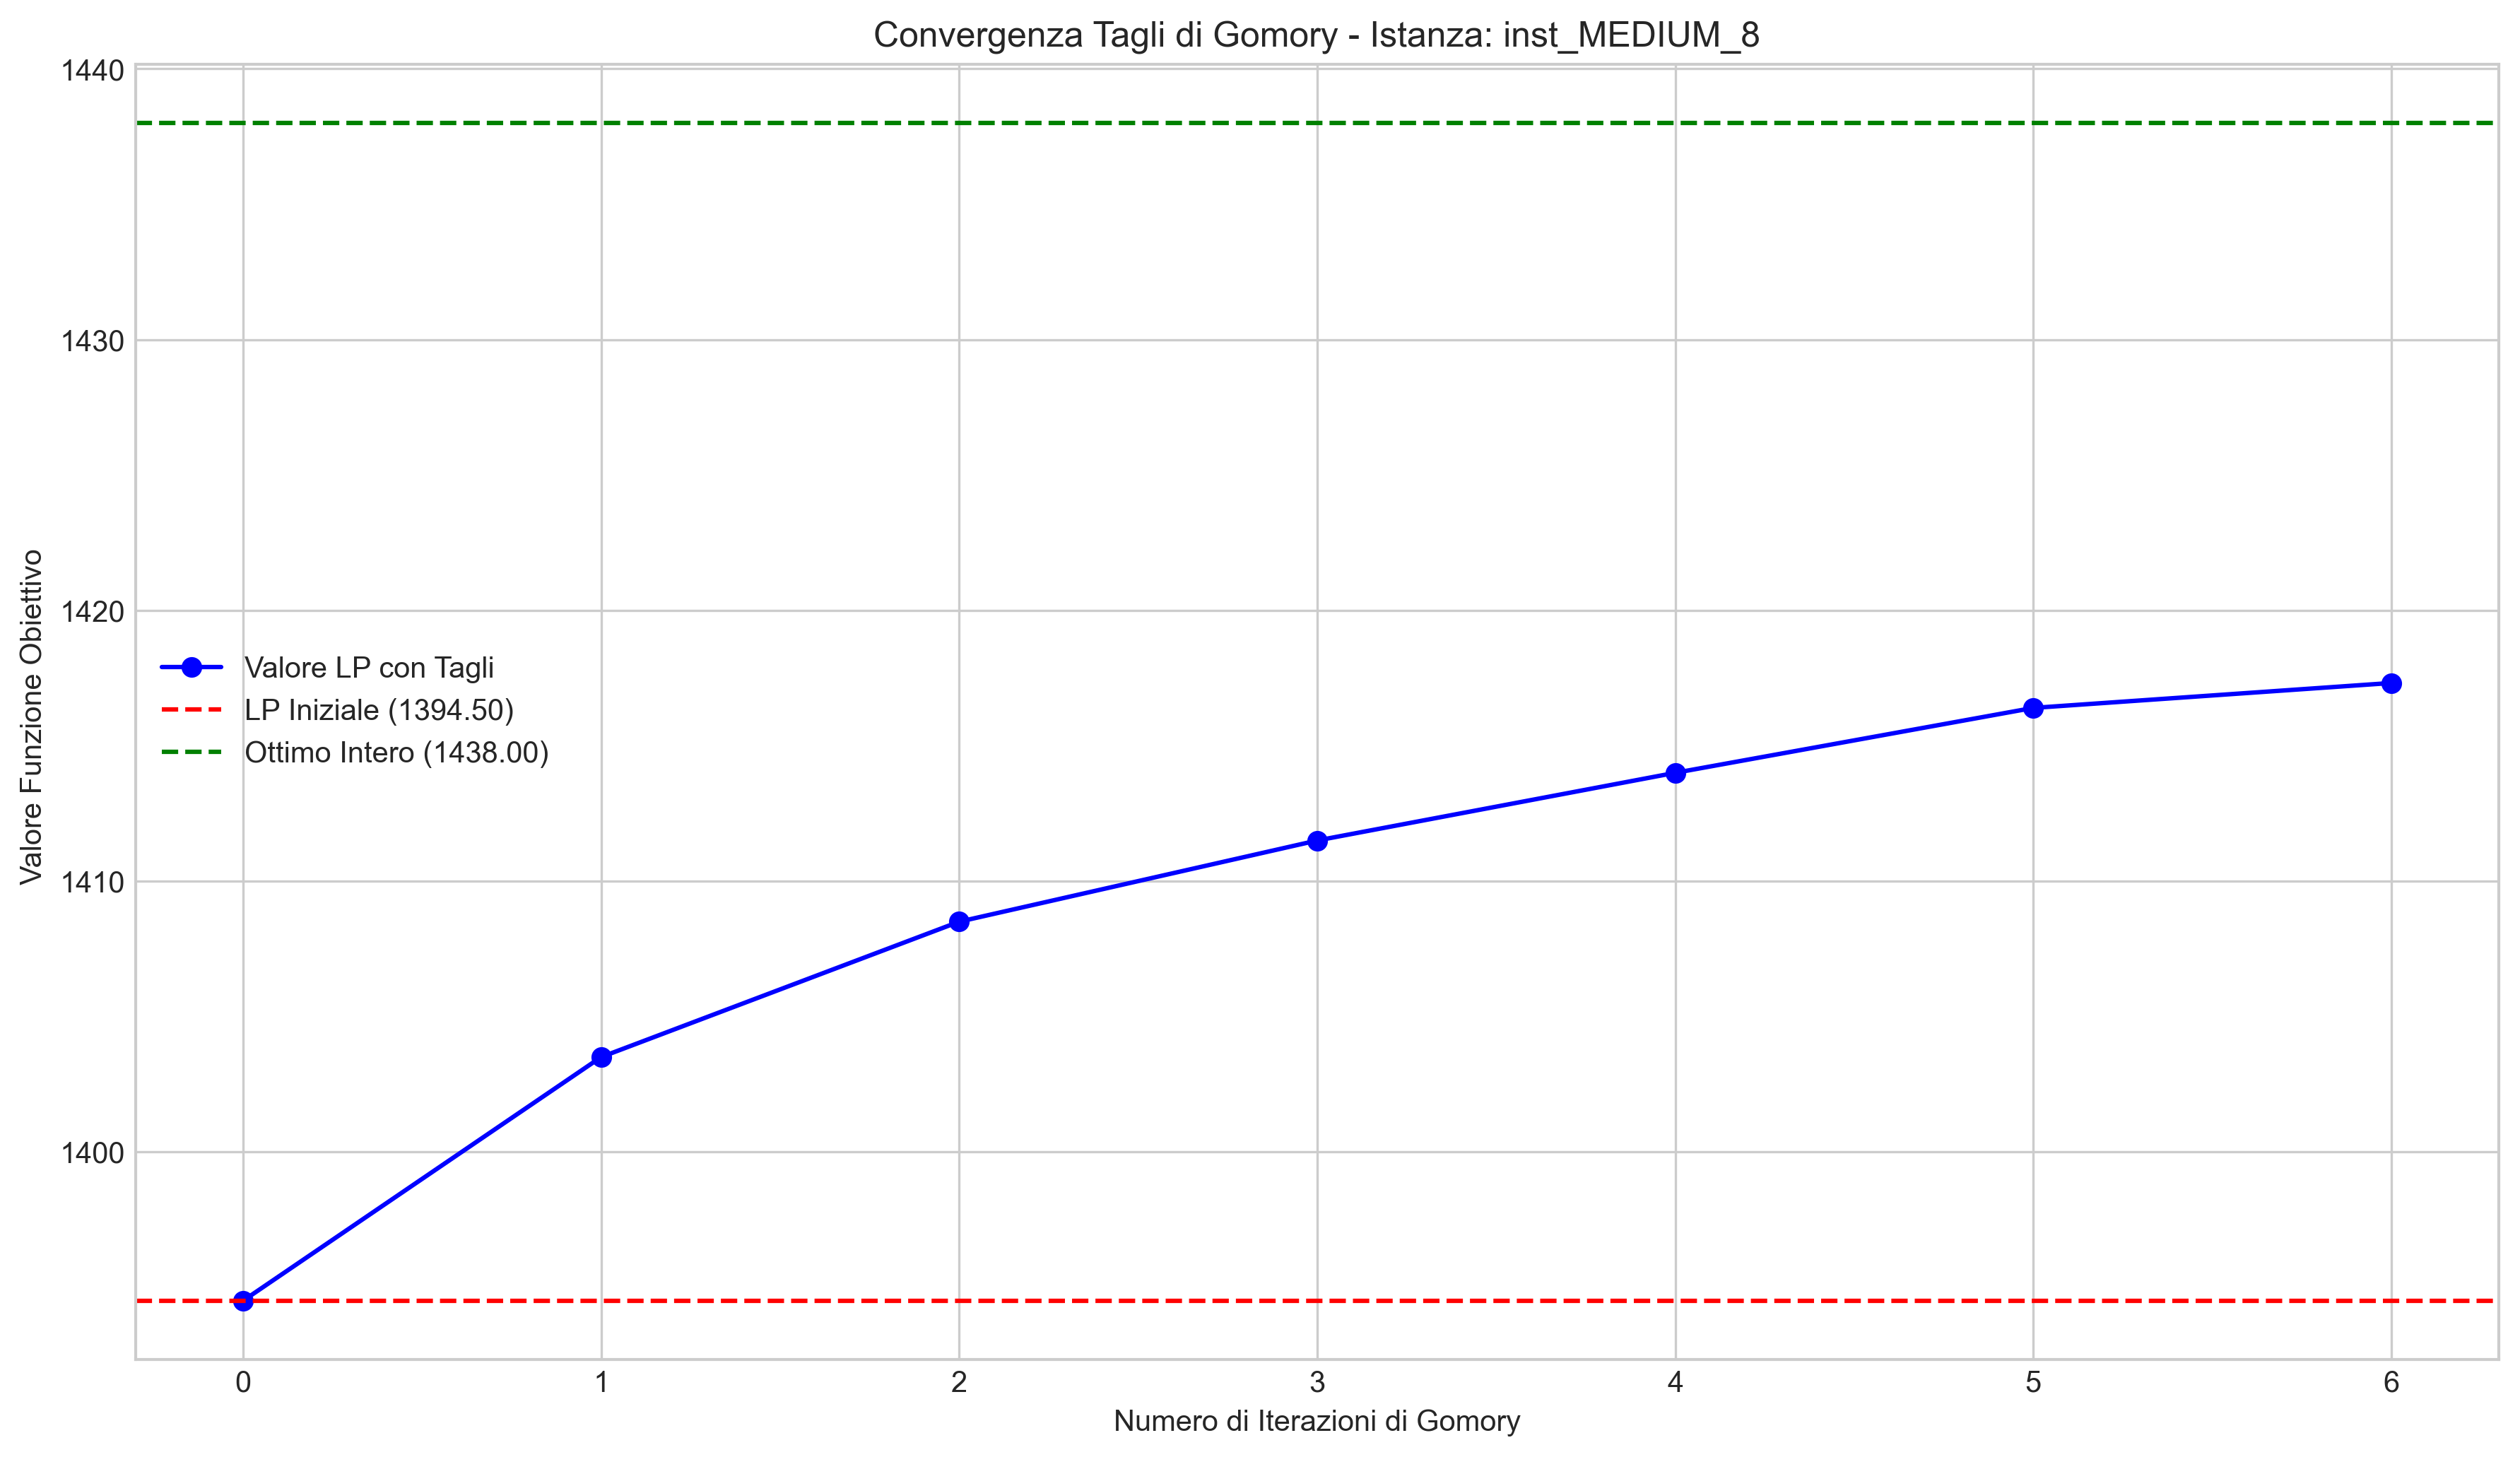 Convergenza Tagli di Gomory - Istanza: inst_MEDIUM_8
Valore Funzione Obiettivo
1440
1430
1420
1410
1400
Valore LP con Tagli
LP Iniziale (1394.50)
Ottimo Intero (1438.00)
0 1 2 3 4 5 6
Numero di Iterazioni di Gomory